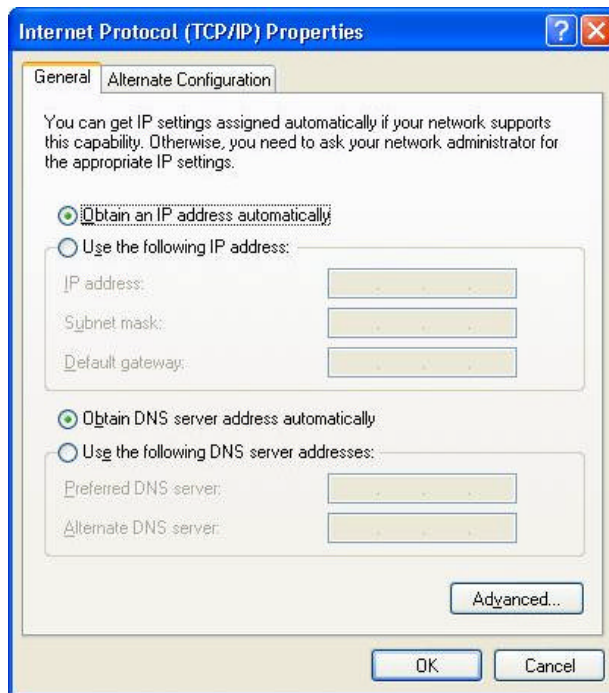 Internet Protocol (TCP/IP) Properties
General
Alternate Configuration
You can get IP settings assigned automatically if your network supports
this capability. Otherwise, you need to ask your network administrator for
the appropriate IP settings.
Obtain an IP address automatically
Use the following IP address:
IP address:
Subnet mask:
Default gateway:
Obtain DNS server address automatically
Use the following DNS server addresses:
Preferred DNS server:
Alternate DNS server:
Advanced...
OK
Cancel